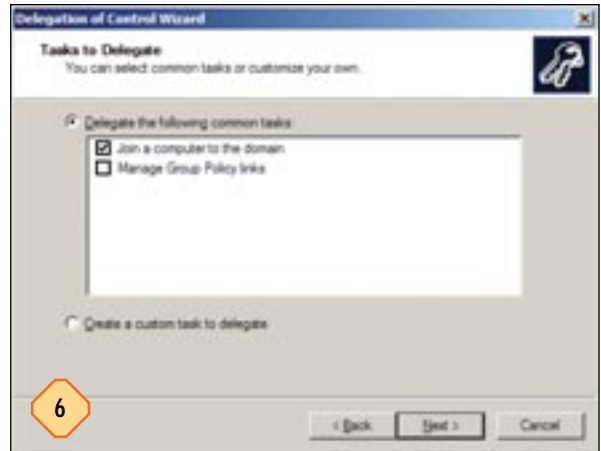 Delegation of Control Wizard
Tasks to Delegate
You can select common tasks or customize your own.
Delegate the following common tasks:
Join a computer to the domain
Manage Group Policy links
Create a custom task to delegate
6
< Back
Next >
Cancel